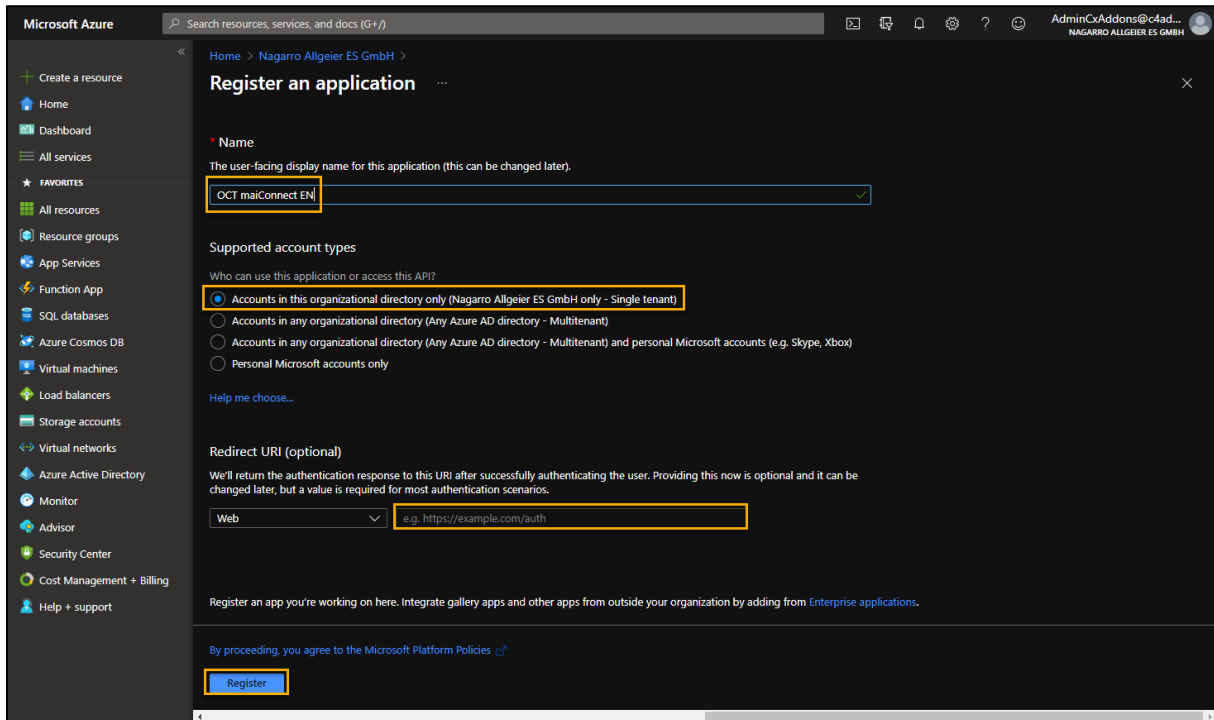 Microsoft Azure
Search resources, services, and docs (G+/)
AdminCxAddons@c4ad...
NAGARRO ALLGEIER ES GMBH
Create a resource
Home
Dashboard
All services
FAVORITES
All resources
Resource groups
App Services
Function App
SQL databases
Azure Cosmos DB
Virtual machines
Load balancers
Storage accounts
Virtual networks
Azure Active Directory
Monitor
Advisor
Security Center
Cost Management + Billing
Help + support
Home > Nagarro Allgeier ES GmbH >
Register an application ...
* Name
The user-facing display name for this application (this can be changed later).
OCT maiConnect EN
Supported account types
Who can use this application or access this API?
Accounts in this organizational directory only (Nagarro Allgeier ES GmbH only - Single tenant)
Accounts in any organizational directory (Any Azure AD directory - Multitenant)
Accounts in any organizational directory (Any Azure AD directory - Multitenant) and personal Microsoft accounts (e.g. Skype, Xbox)
Personal Microsoft accounts only
Help me choose...
Redirect URI (optional)
We'll return the authentication response to this URI after successfully authenticating the user. Providing this now is optional and it can be
changed later, but a value is required for most authentication scenarios.
Web
e.g. https://example.com/auth
Register an app you're working on here. Integrate gallery apps and other apps from outside your organization by adding from Enterprise applications.
By proceeding, you agree to the Microsoft Platform Policies
Register